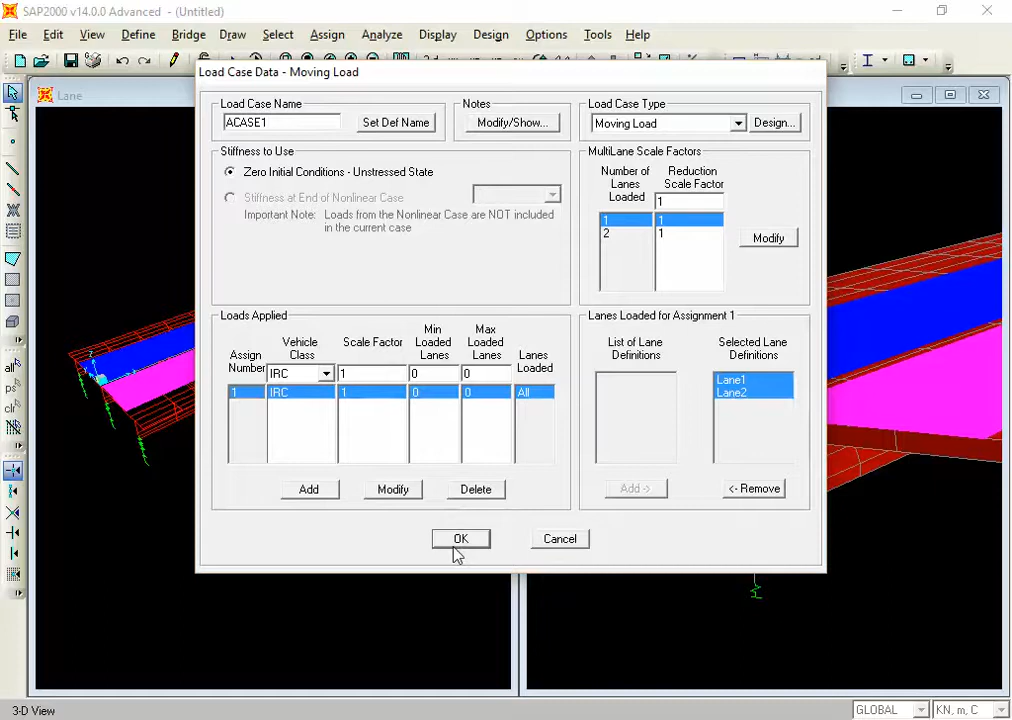 SAP2000 v14.0.0 Advanced - (Untitled)
File Edit View Define Bridge Draw Select Assign Analyze Display Design Options Tools Help
Lane
Load Case Data - Moving Load
Load Case Name
ACASE1
Set Def Name
Notes
Modify/Show...
Load Case Type
Moving Load
Design...
Stiffness to Use
Zero Initial Conditions - Unstressed State
Stiffness at End of Nonlinear Case
Important Note: Loads from the Nonlinear Case are NOT included
in the current case
MultiLane Scale Factors
Number of
Lanes
Loaded
Reduction
Scale Factor
1
1 1
2 1
Modify
Loads Applied
Assign
Number
Vehicle
Class
Scale Factor
Min
Loaded
Lanes
Max
Loaded
Lanes
Lanes
Loaded
IRC 1 0 0
1 IRC 1 0 0 All
Add Modify Delete
Lanes Loaded for Assignment 1
List of Lane
Definitions
Selected Lane
Definitions
Lane1
Lane2
Add -> <- Remove
OK Cancel
all
ps
clr
3-D View
GLOBAL
KN, m, C